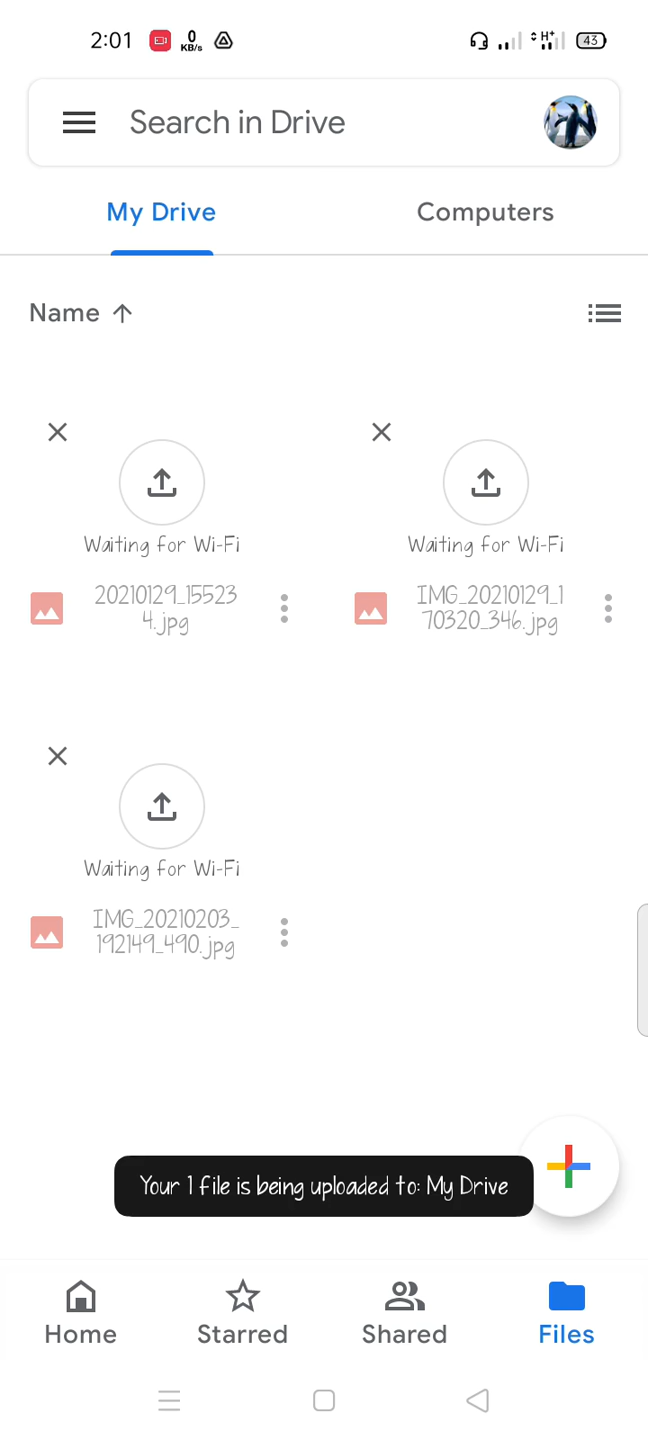 2:01 0 KB/s H+ 43
Search in Drive
My Drive Computers
Name
Waiting for Wi-Fi Waiting for Wi-Fi
20210129_15523 IMG_20210129_1
4.jpg 70320_346.jpg
Waiting for Wi-Fi
IMG_20210203_
192149_490.jpg
Your 1 file is being uploaded to: My Drive
Home Starred Shared Files